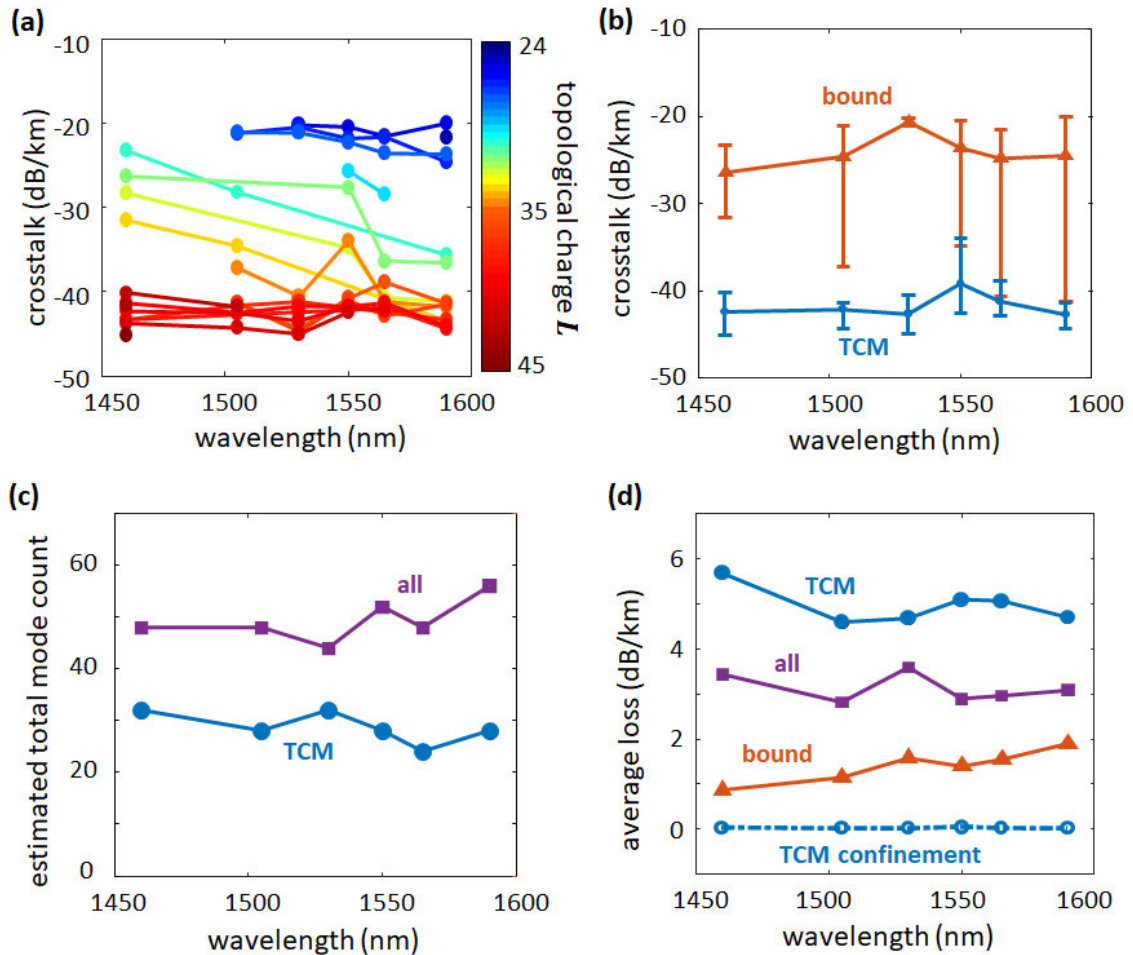 (a)
-10
-20
-30
-40
-50
crosstalk (dB/km)
1450
1500
1550
1600
wavelength (nm)
24
35
45
topological charge L
(b)
-10
-20
-30
-40
-50
crosstalk (dB/km)
bound
TCM
1450
1500
1550
1600
wavelength (nm)
(c)
60
40
20
0
estimated total mode count
all
TCM
1450
1500
1550
1600
wavelength (nm)
(d)
6
4
2
0
average loss (dB/km)
TCM
all
bound
TCM confinement
1450
1500
1550
1600
wavelength (nm)